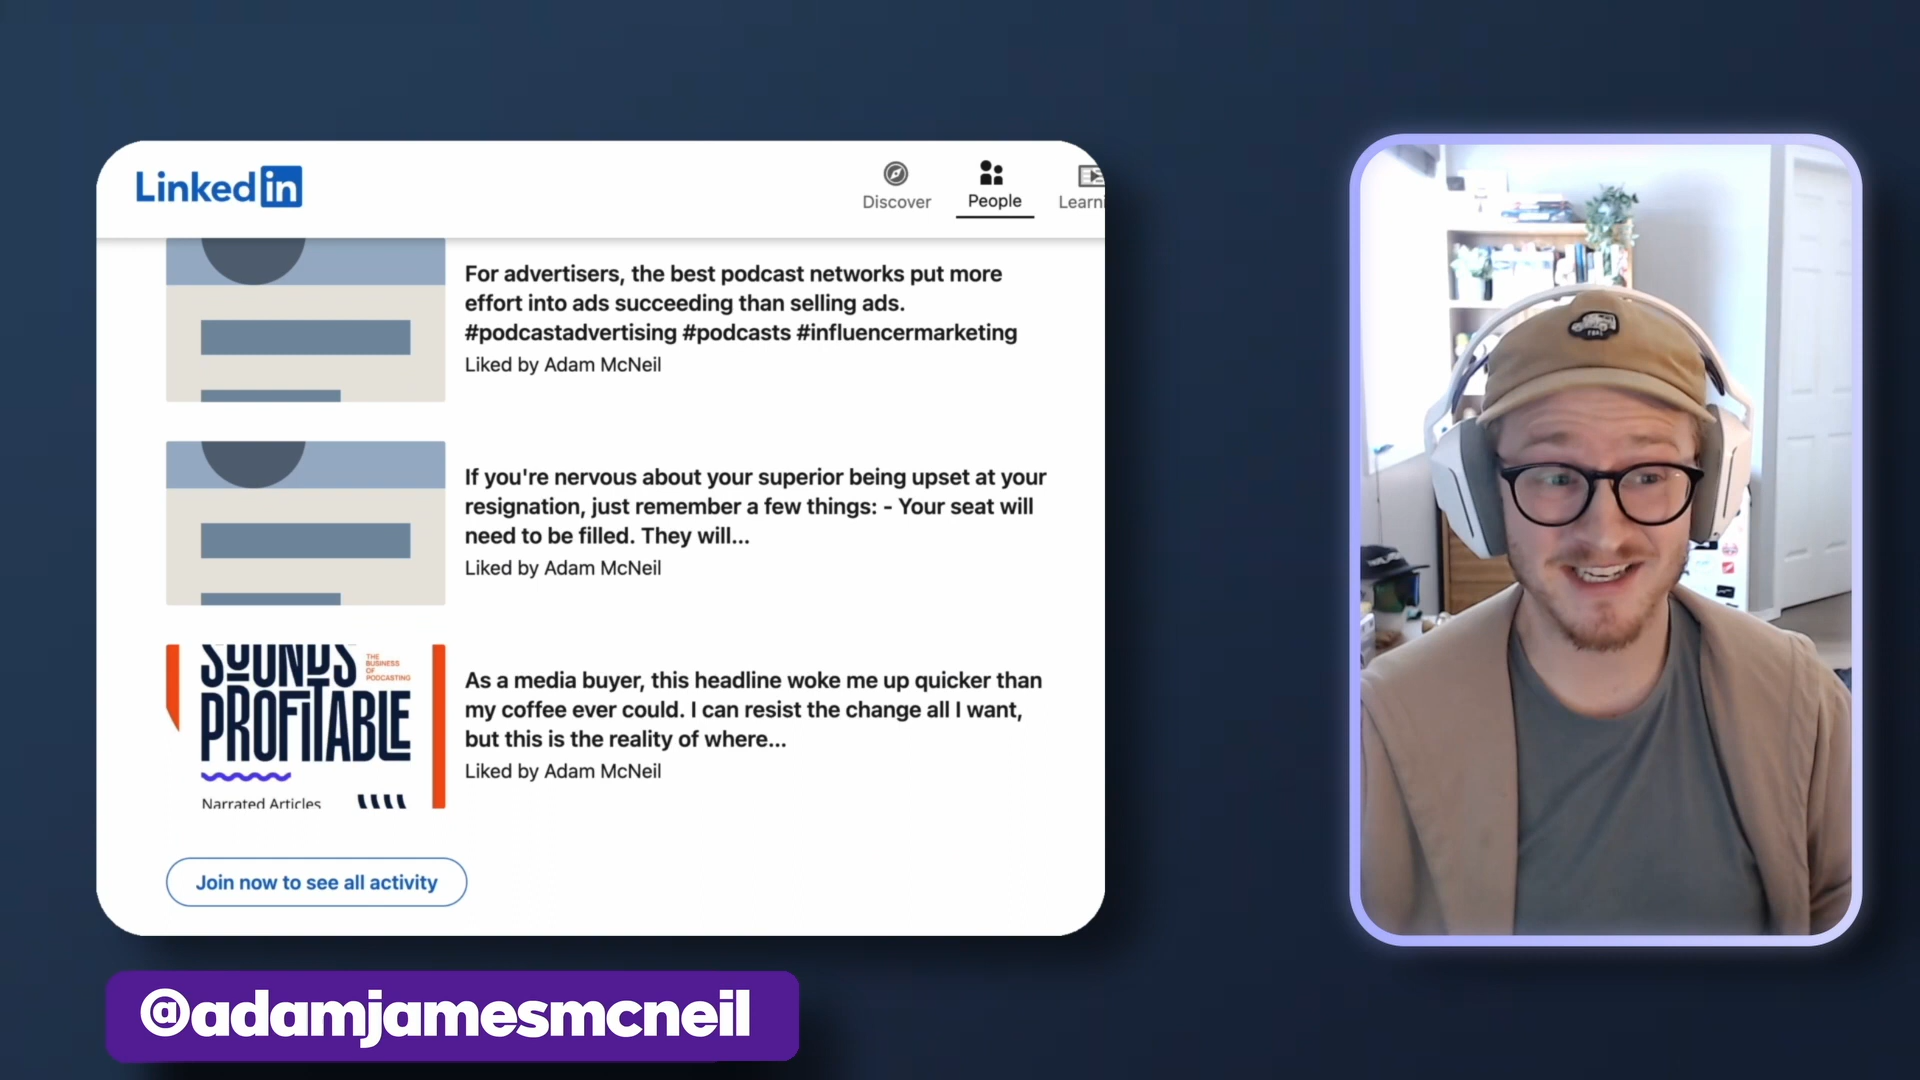 Linkedin
Discover
People
Learni
For advertisers, the best podcast networks put more
effort into ads succeeding than selling ads.
#podcastadvertising #podcasts #influencermarketing
Liked by Adam McNeil
If you're nervous about your superior being upset at your
resignation, just remember a few things: - Your seat will
need to be filled. They will...
Liked by Adam McNeil
SOUNDS
PROFITABLE
THE
BUSINESS
OF
PODCASTING
Narrated Articles
As a media buyer, this headline woke me up quicker than
my coffee ever could. I can resist the change all I want,
but this is the reality of where...
Liked by Adam McNeil
Join now to see all activity
@adamjamesmcneil